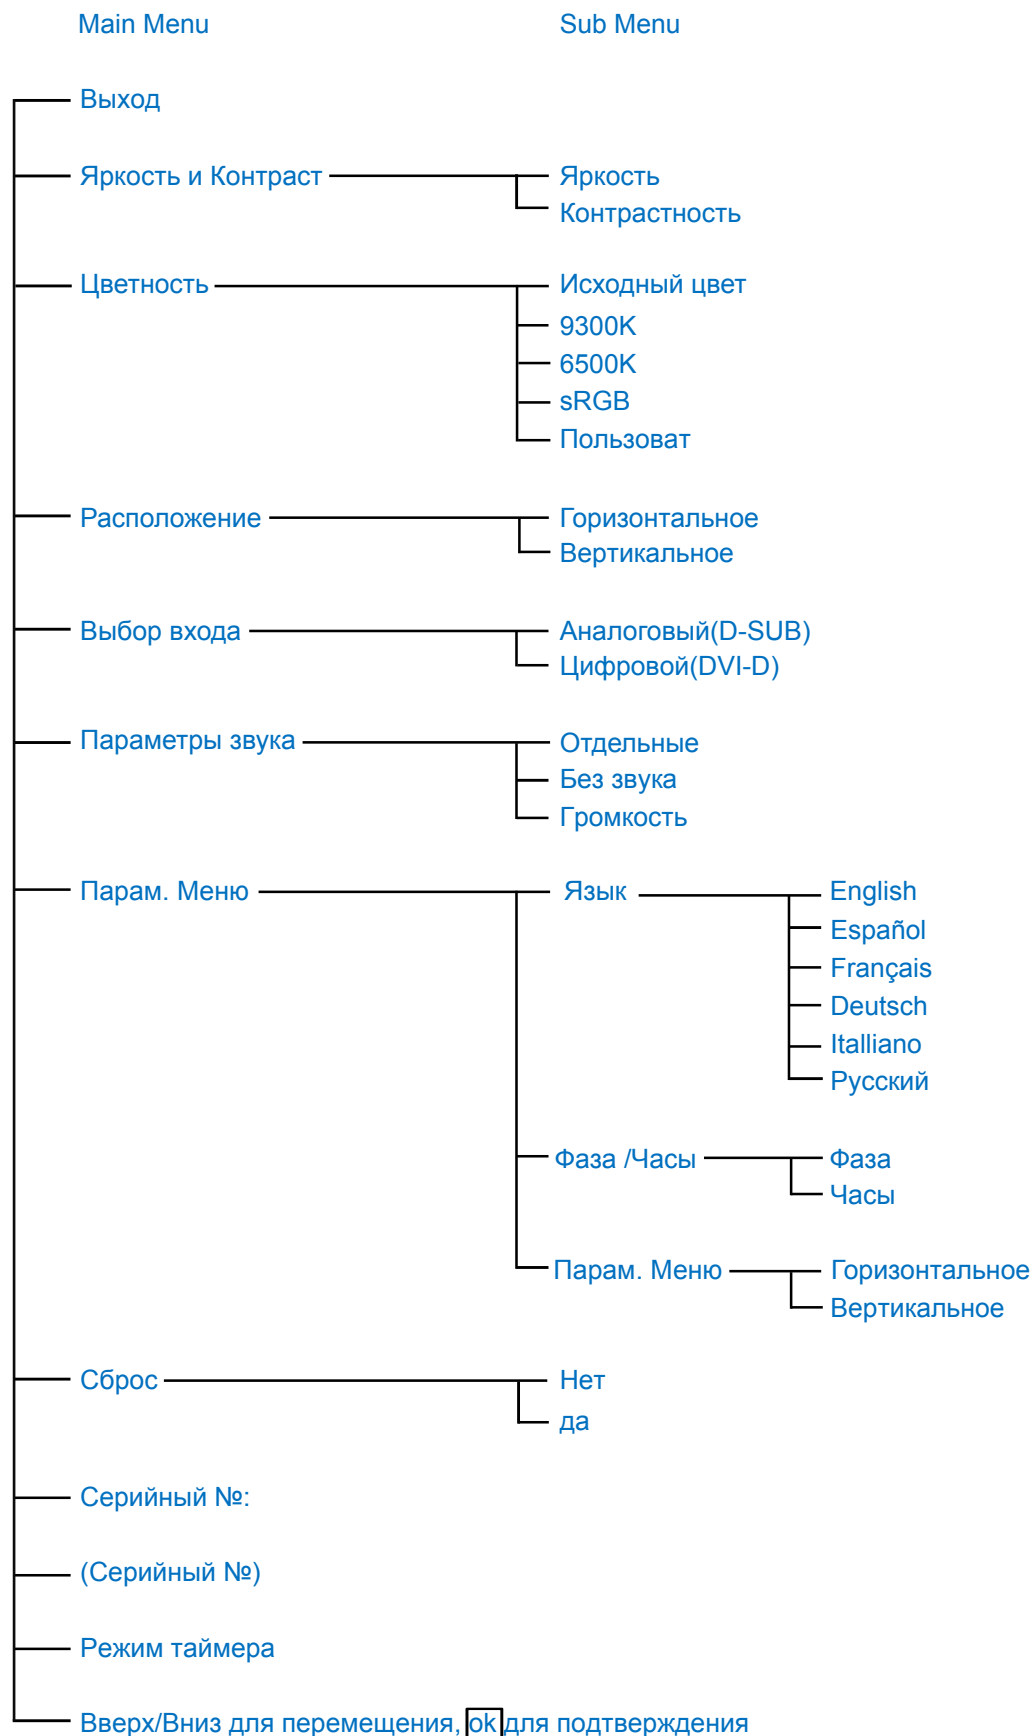 Main Menu Sub Menu
Выход
Яркость и Контраст Яркость
Контрастность
Цветность Исходный цвет
9300K
6500K
sRGB
Пользоват
Расположение Горизонтальное
Вертикальное
Выбор входа Аналоговый(D-SUB)
Цифровой(DVI-D)
Параметры звука Отдельные
Без звука
Громкость
Парам. Меню Язык English
Español
Français
Deutsch
Italliano
Русский
Фаза /Часы Фаза
Часы
Парам. Меню Горизонтальное
Вертикальное
Сброс Нет
да
Серийный №:
(Серийный №)
Режим таймера
Вверх/Вниз для перемещения, ok для подтверждения